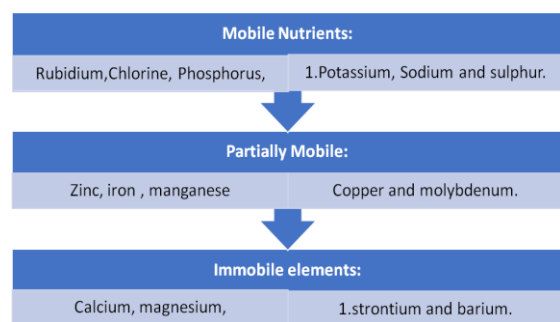 Mobile Nutrients:
Rubidium,Chlorine, Phosphorus,
1.Potassium, Sodium and sulphur.
Partially Mobile:
Zinc, iron , manganese
Copper and molybdenum.
Immobile elements:
Calcium, magnesium,
1.strontium and barium.